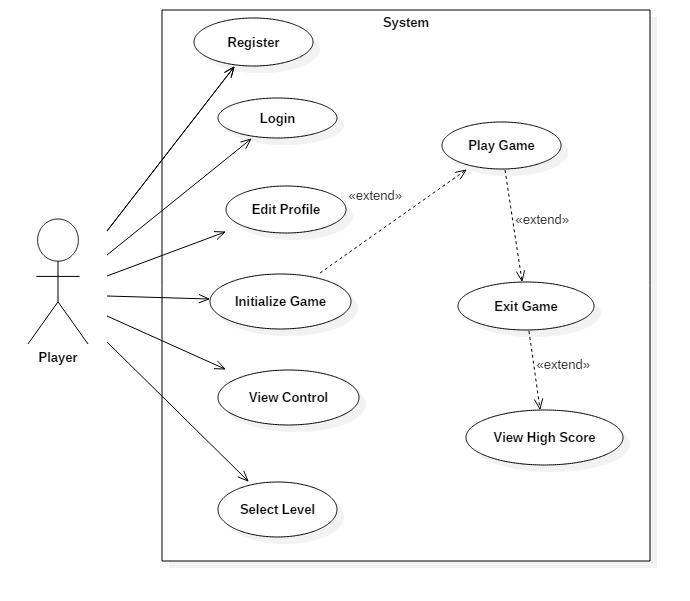 System
Register
Login
Play Game
«extend»
Edit Profile
«extend»
Initialize Game
Exit Game
Player
«extend»
View Control
View High Score
Select Level